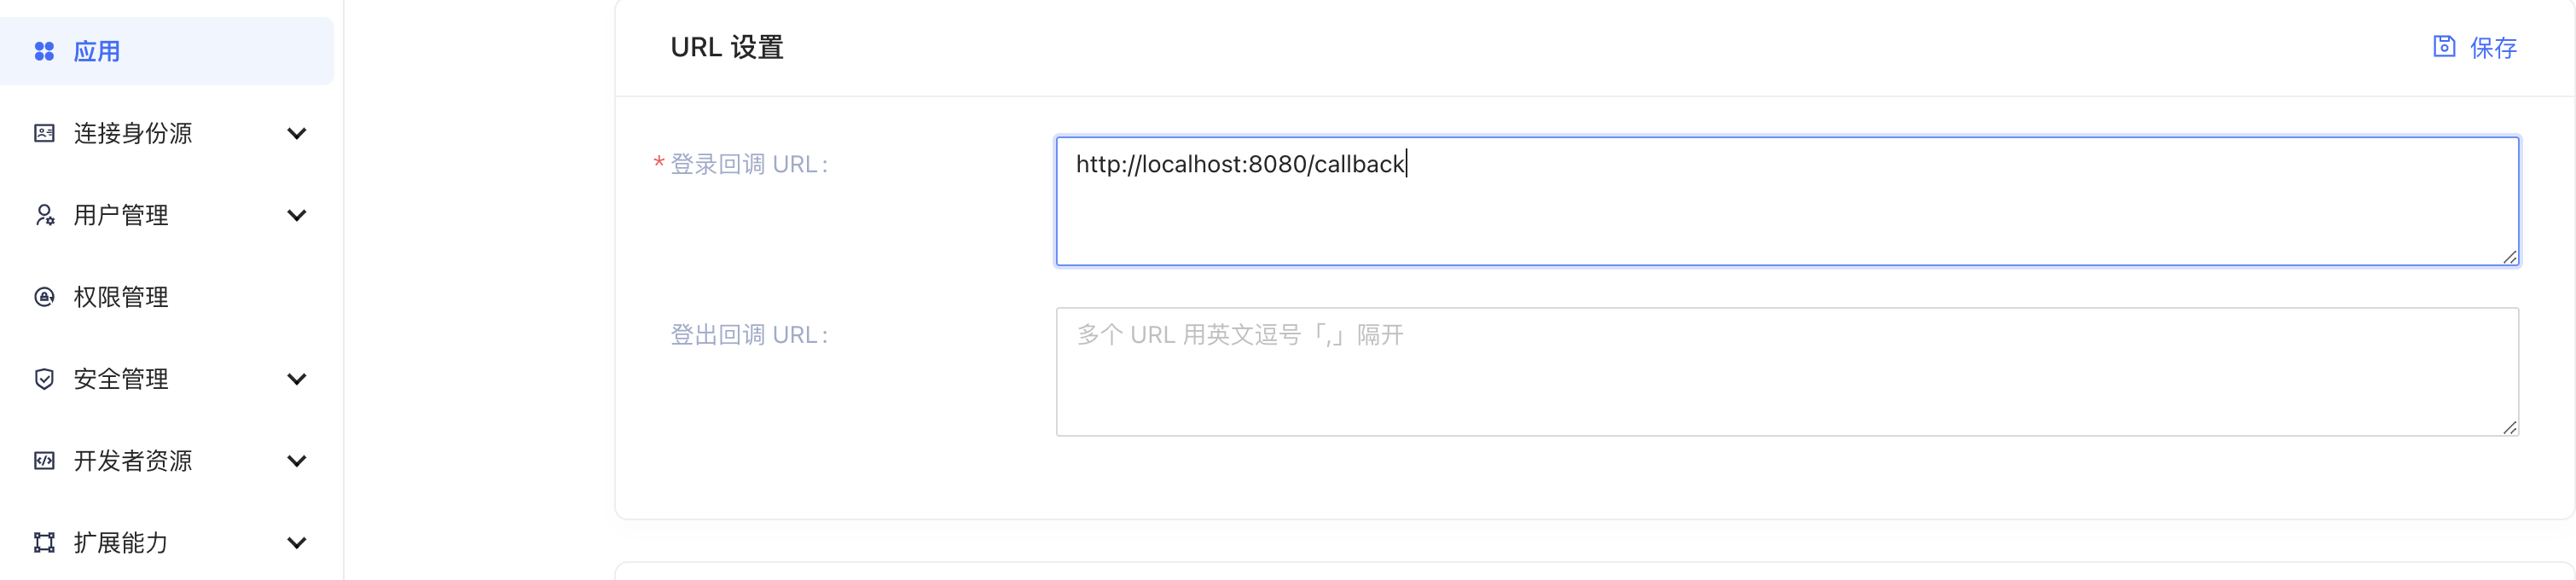 应用
连接身份源
用户管理
权限管理
安全管理
开发者资源
扩展能力
URL 设置
保存
* 登录回调 URL :
http://localhost:8080/callback
登出回调 URL :
多个 URL 用英文逗号「,」隔开